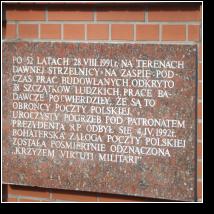 PO 52 LATACH 28.VIII.1991r. NA TERENACH
DAWNEJ STRZELNICY - NA ZASPIE - POD-
CZAS PRAC BUDOWLANYCH, ODKRYTO
38 SZCZĄTKÓW LUDZKICH, PRACE BA-
DAWCZE POTWIERDZIŁY, ŻE SĄ TO
OBROŃCY POCZTY POLSKIEJ.
UROCZYSTY POGRZEB POD PATRONATEM
PREZYDENTA R.P. ODBYŁ SIĘ 4.IV.1992r.
BOHATERSKA ZAŁOGA POCZTY POLSKIEJ
ZOSTAŁA POŚMIERTNIE ODZNACZONA
„KRZYŻEM VIRTUTI MILITARI"